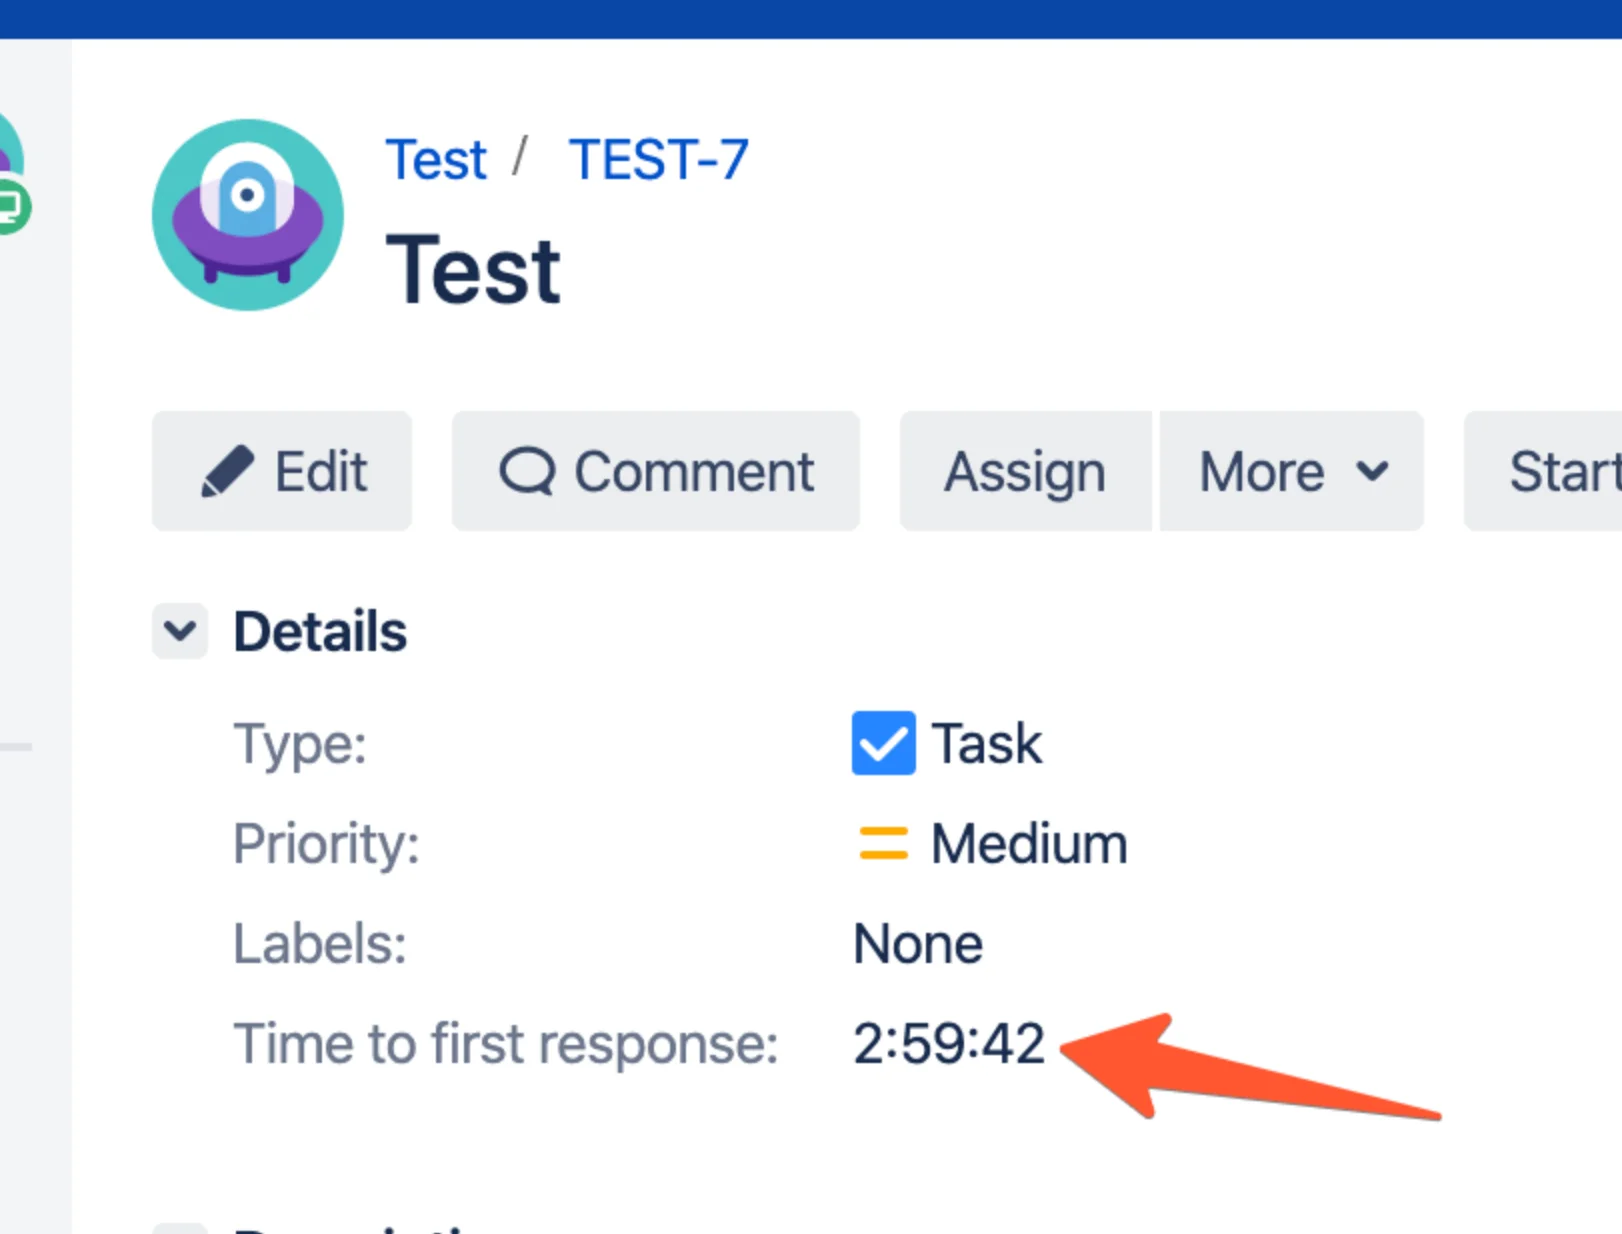 Test / TEST-7
Test
Edit Comment Assign More Start
Details
Type: Task
Priority: Medium
Labels: None
Time to first response: 2:59:42